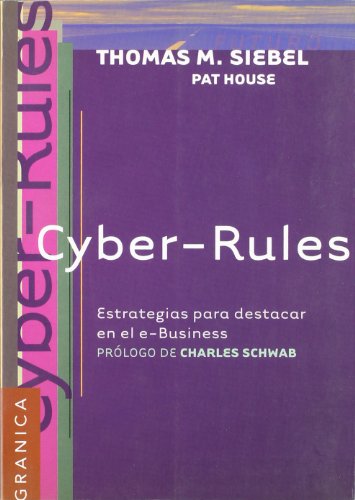 THOMAS M. SIEBEL
PAT HOUSE
Cyber-Rules
Cyber-Rules
Estrategias para destacar
en el e-Business
PRÓLOGO DE CHARLES SCHWAB
GRANICA